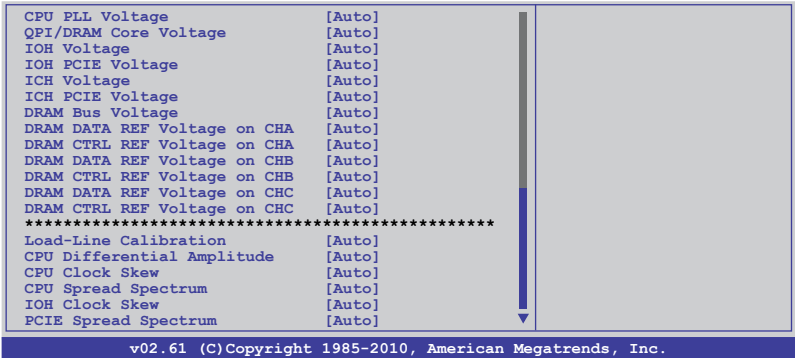 CPU PLL Voltage [Auto]
QPI/DRAM Core Voltage [Auto]
IOH Voltage [Auto]
IOH PCIE Voltage [Auto]
ICH Voltage [Auto]
ICH PCIE Voltage [Auto]
DRAM Bus Voltage [Auto]
DRAM DATA REF Voltage on CHA [Auto]
DRAM CTRL REF Voltage on CHA [Auto]
DRAM DATA REF Voltage on CHB [Auto]
DRAM CTRL REF Voltage on CHB [Auto]
DRAM DATA REF Voltage on CHC [Auto]
DRAM CTRL REF Voltage on CHC [Auto]
*************************************************
Load-Line Calibration [Auto]
CPU Differential Amplitude [Auto]
CPU Clock Skew [Auto]
CPU Spread Spectrum [Auto]
IOH Clock Skew [Auto]
PCIE Spread Spectrum [Auto]
v02.61 (C)Copyright 1985-2010, American Megatrends, Inc.